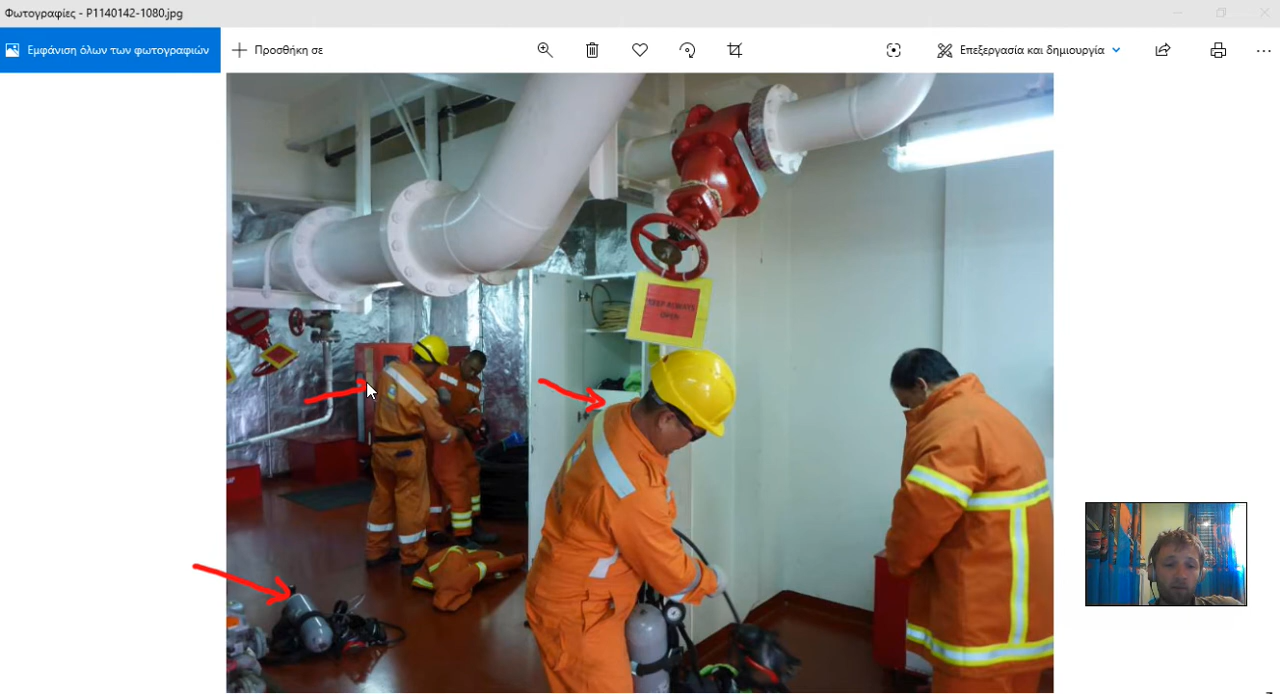 Φωτογραφίες - P1140142-1080.jpg
Εμφάνιση όλων των φωτογραφιών
Προσθήκη σε
Επεξεργασία και δημιουργία
KEEP ALWAYS
OPEN